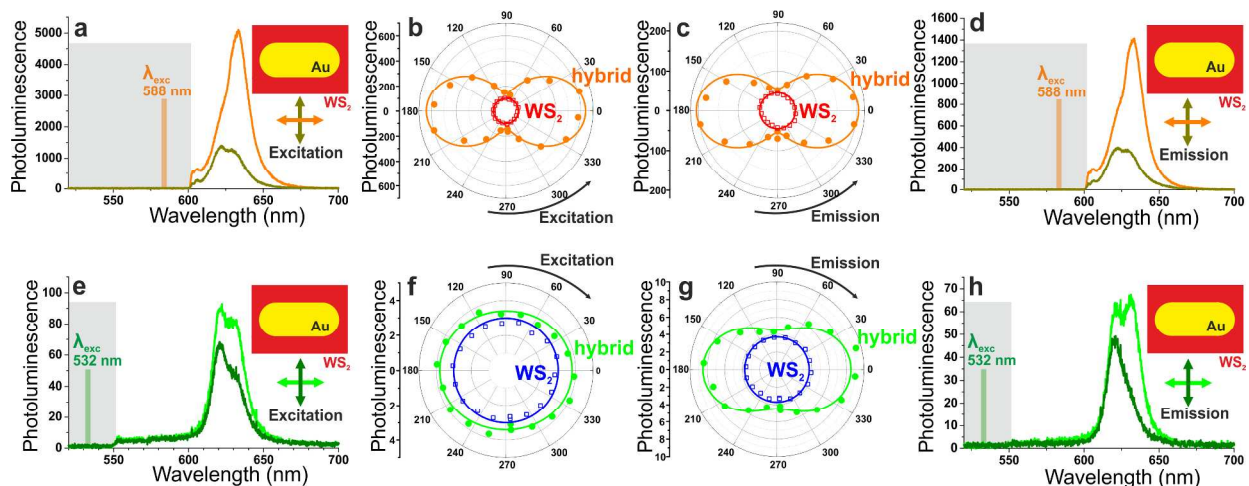 a
Photoluminescence
5000
4000
3000
2000
1000
0
λexc
588 nm
Au
WS2
Excitation
550
600
650
700
Wavelength (nm)
b
Photoluminescence
600
400
200
0
200
400
600
90
60
30
0
330
300
270
240
210
180
120
hybrid
WS2
Excitation
c
Photoluminescence
200
100
0
100
200
90
60
30
0
330
300
270
240
210
180
120
hybrid
WS2
Emission
d
Photoluminescence
1600
1400
1200
1000
800
600
400
200
0
λexc
588 nm
Au
WS2
Emission
550
600
650
700
Wavelength (nm)
e
Photoluminescence
100
80
60
40
20
0
λexc
532 nm
Au
WS2
Excitation
550
600
650
700
Wavelength (nm)
f
Photoluminescence
4
2
0
2
4
90
60
30
0
330
300
270
240
210
180
120
Excitation
hybrid
WS2
g
Photoluminescence
10
8
6
4
2
0
2
4
6
8
10
90
60
30
0
330
300
270
240
210
180
120
Emission
hybrid
WS2
h
Photoluminescence
70
60
50
40
30
20
10
0
λexc
532 nm
Au
WS2
Emission
550
600
650
700
Wavelength (nm)